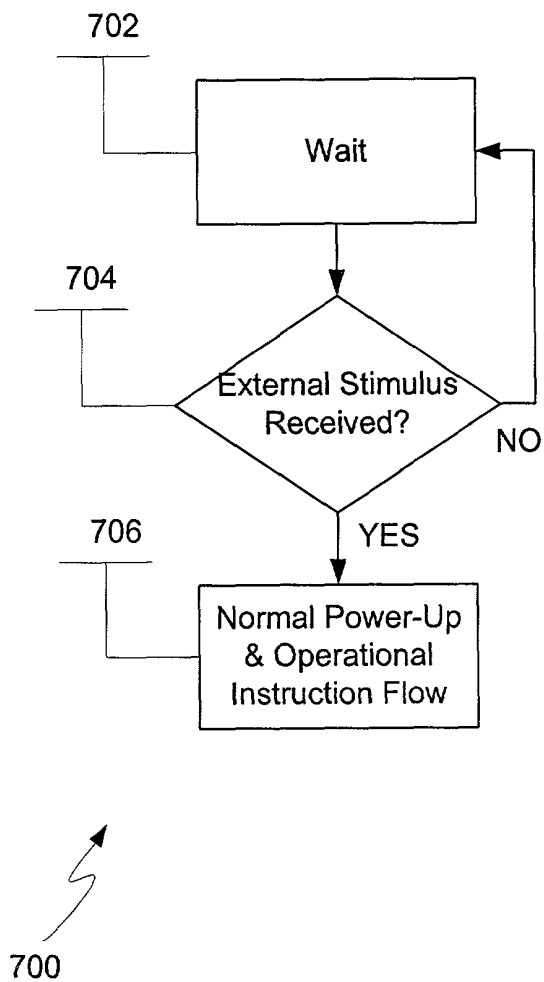 702
Wait
704
External Stimulus
Received?
NO
YES
706
Normal Power-Up
& Operational
Instruction Flow
700